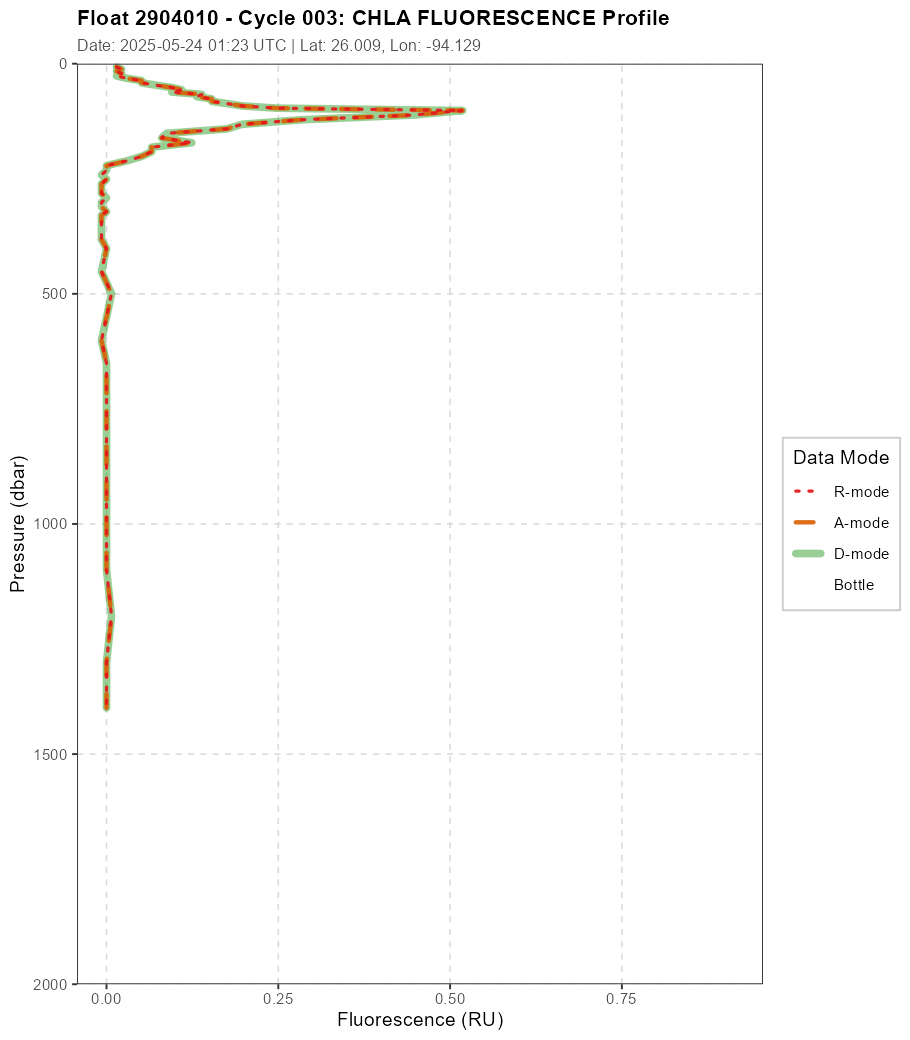 Float 2904010 - Cycle 003: CHLA FLUORESCENCE Profile
Date: 2025-05-24 01:23 UTC | Lat: 26.009, Lon: -94.129
0
500
1000
1500
2000
Pressure (dbar)
0.00 0.25 0.50 0.75
Fluorescence (RU)
Data Mode
R-mode
A-mode
D-mode
Bottle